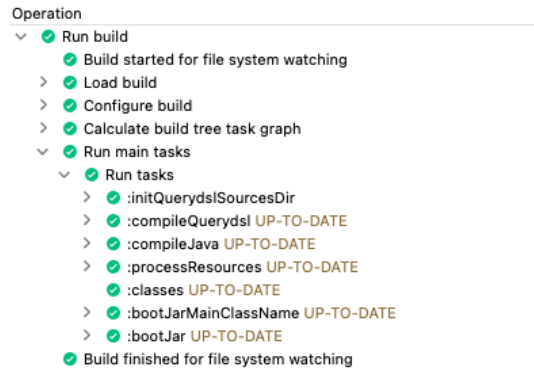 Operation
Run build
Build started for file system watching
Load build
Configure build
Calculate build tree task graph
Run main tasks
Run tasks
:initQuerydslSourcesDir
:compileQuerydsl UP-TO-DATE
:compileJava UP-TO-DATE
:processResources UP-TO-DATE
:classes UP-TO-DATE
:bootJarMainClassName UP-TO-DATE
:bootJar UP-TO-DATE
Build finished for file system watching